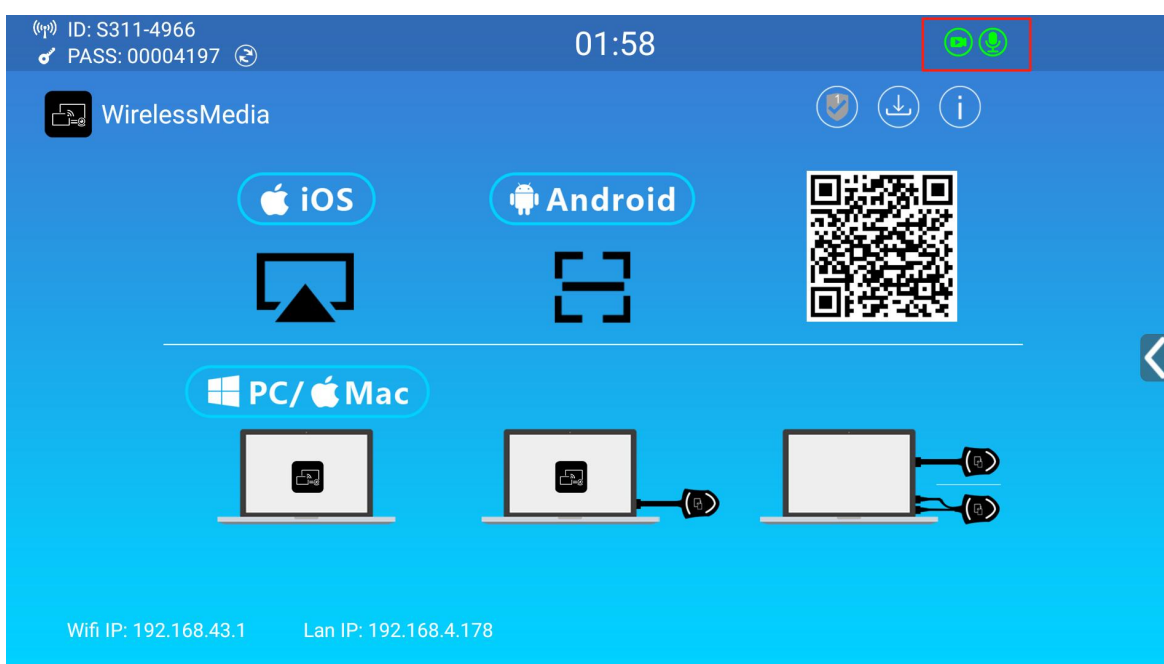 ID: S311-4966
PASS: 00004197
01:58
WirelessMedia
1
i
iOS
Android
PC/ Mac
Wifi IP: 192.168.43.1 Lan IP: 192.168.4.178